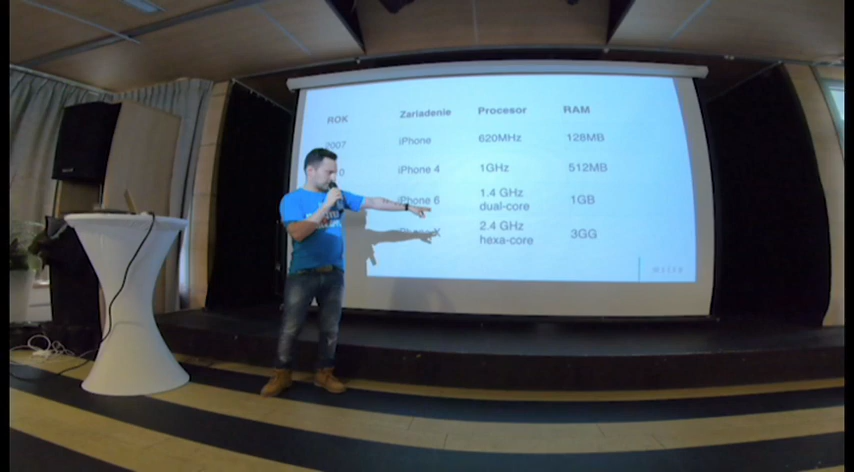 ROK Zariadenie Procesor RAM
2007 iPhone 620MHz 128MB
iPhone 4 1GHz 512MB
iPhone 6 1.4 GHz dual-core 1GB
2.4 GHz hexa-core 3GG